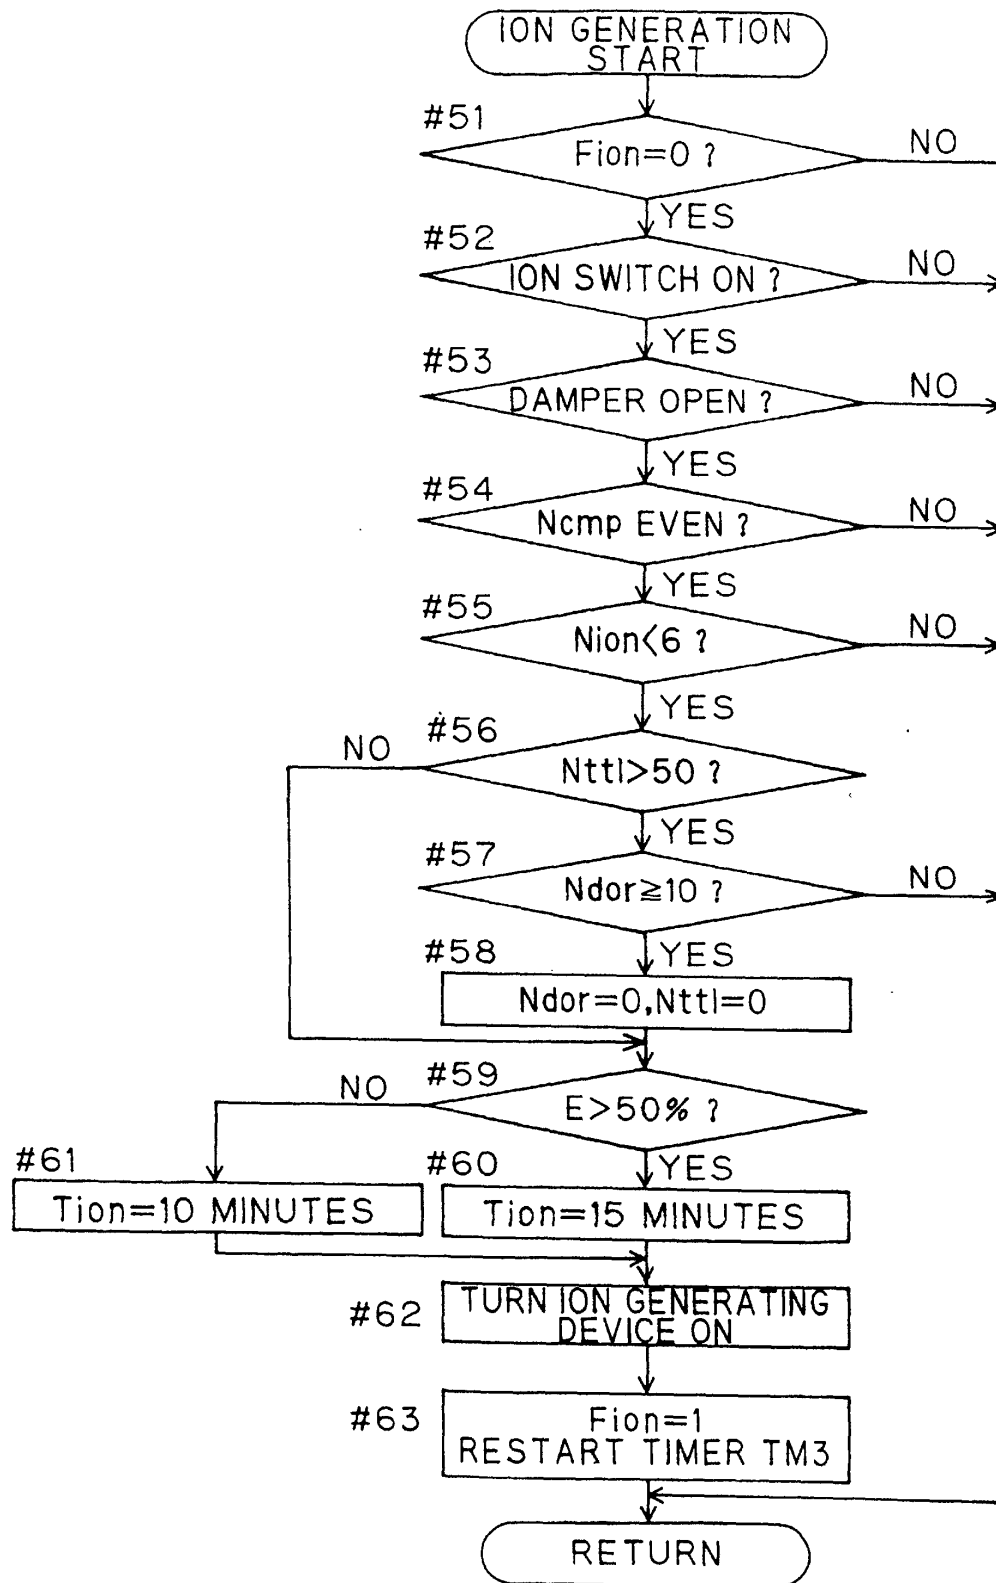 ION GENERATION
START
#51
Fion=0 ?
NO
YES
#52
ION SWITCH ON ?
NO
YES
#53
DAMPER OPEN ?
NO
YES
#54
Ncmp EVEN ?
NO
YES
#55
Nion<6 ?
NO
YES
#56
NO
Nttl>50 ?
YES
#57
Ndor≧10 ?
NO
YES
#58
Ndor=0,Nttl=0
#59
NO
E>50% ?
YES
#61
Tion=10 MINUTES
#60
Tion=15 MINUTES
#62
TURN ION GENERATING
DEVICE ON
#63
Fion=1
RESTART TIMER TM3
RETURN